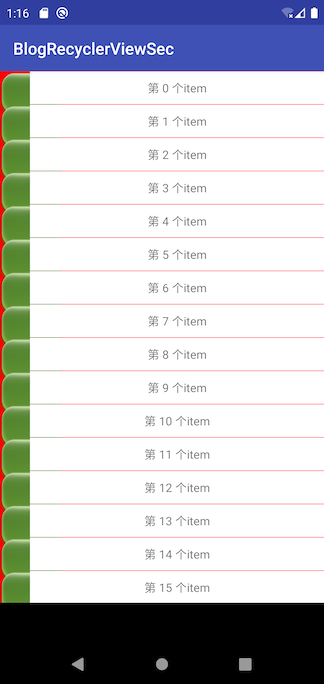 1:16
BlogRecyclerViewSec
第 0 个item
第 1 个item
第 2 个item
第 3 个item
第 4 个item
第 5 个item
第 6 个item
第 7 个item
第 8 个item
第 9 个item
第 10 个item
第 11 个item
第 12 个item
第 13 个item
第 14 个item
第 15 个item